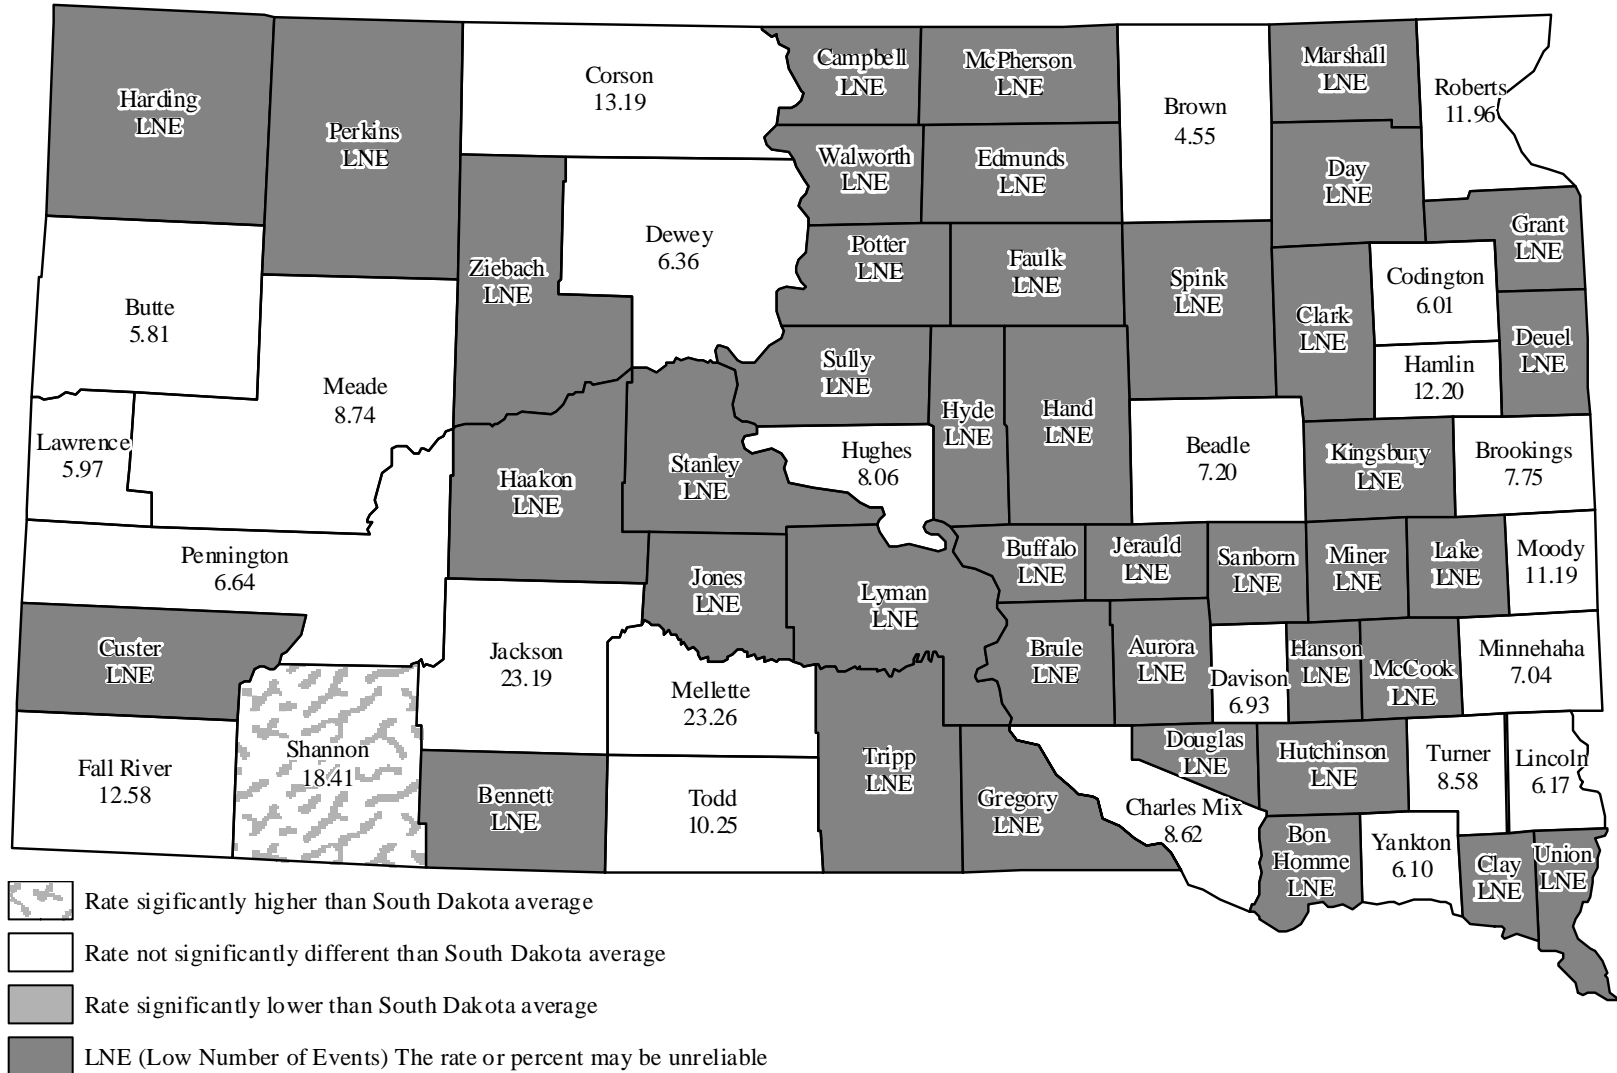 Harding
LNE
Perkins
LNE
Corson
13.19
Campbell
LNE
McPherson
LNE
Brown
4.55
Marshall
LNE
Roberts
11.96
Walworth
LNE
Edmunds
LNE
Day
LNE
Grant
LNE
Butte
5.81
Ziebach
LNE
Dewey
6.36
Potter
LNE
Faulk
LNE
Spink
LNE
Codington
6.01
Clark
LNE
Deuel
LNE
Hamlin
12.20
Meade
8.74
Sully
LNE
Hyde
LNE
Hand
LNE
Lawrence
5.97
Haakon
LNE
Stanley
LNE
Hughes
8.06
Beadle
7.20
Kingsbury
LNE
Brookings
7.75
Pennington
6.64
Jones
LNE
Lyman
LNE
Buffalo
LNE
Jerauld
LNE
Sanborn
LNE
Miner
LNE
Lake
LNE
Moody
11.19
Custer
LNE
Jackson
23.19
Mellette
23.26
Brule
LNE
Aurora
LNE
Davison
6.93
Hanson
LNE
McCook
LNE
Minnehaha
7.04
Fall River
12.58
Shannon
18.41
Bennett
LNE
Todd
10.25
Tripp
LNE
Gregory
LNE
Charles Mix
8.62
Douglas
LNE
Hutchinson
LNE
Turner
8.58
Lincoln
6.17
Bon
Homme
LNE
Yankton
6.10
Clay
LNE
Union
LNE
Rate sigificantly higher than South Dakota average
Rate not significantly different than South Dakota average
Rate significantly lower than South Dakota average
LNE (Low Number of Events) The rate or percent may be unreliable